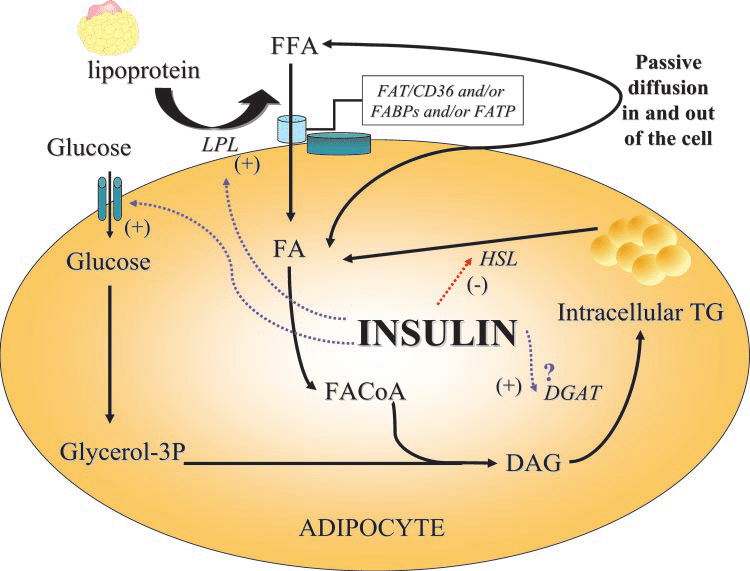 FFA
lipoprotein
Passive
diffusion
in and out
of the cell
FAT/CD36 and/or
FABPs and/or FATP
Glucose
LPL
(+)
(+)
Glucose
FA
HSL
(-)
Intracellular TG
INSULIN
?
(+)
DGAT
FACoA
Glycerol-3P
DAG
ADIPOCYTE